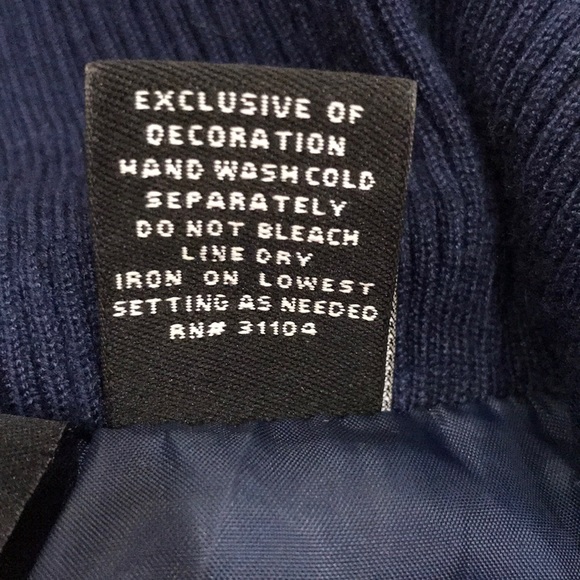 EXCLUSIVE OF
DECORATION
HAND WASH COLD
SEPARATELY
DO NOT BLEACH
LINE DRY
IRON ON LOWEST
SETTING AS NEEDED
RN# 31104